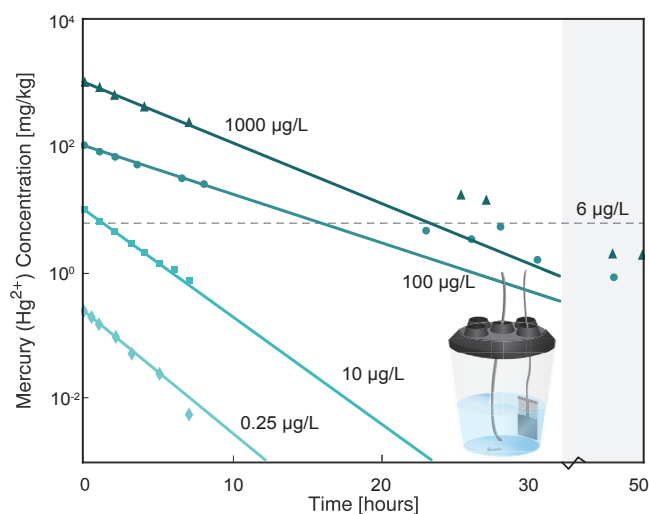 10⁴
10²
10⁰
10⁻²
Mercury (Hg²⁺) Concentration [mg/kg]
1000 µg/L
6 µg/L
100 µg/L
10 µg/L
0.25 µg/L
0 10 20 30 50
Time [hours]